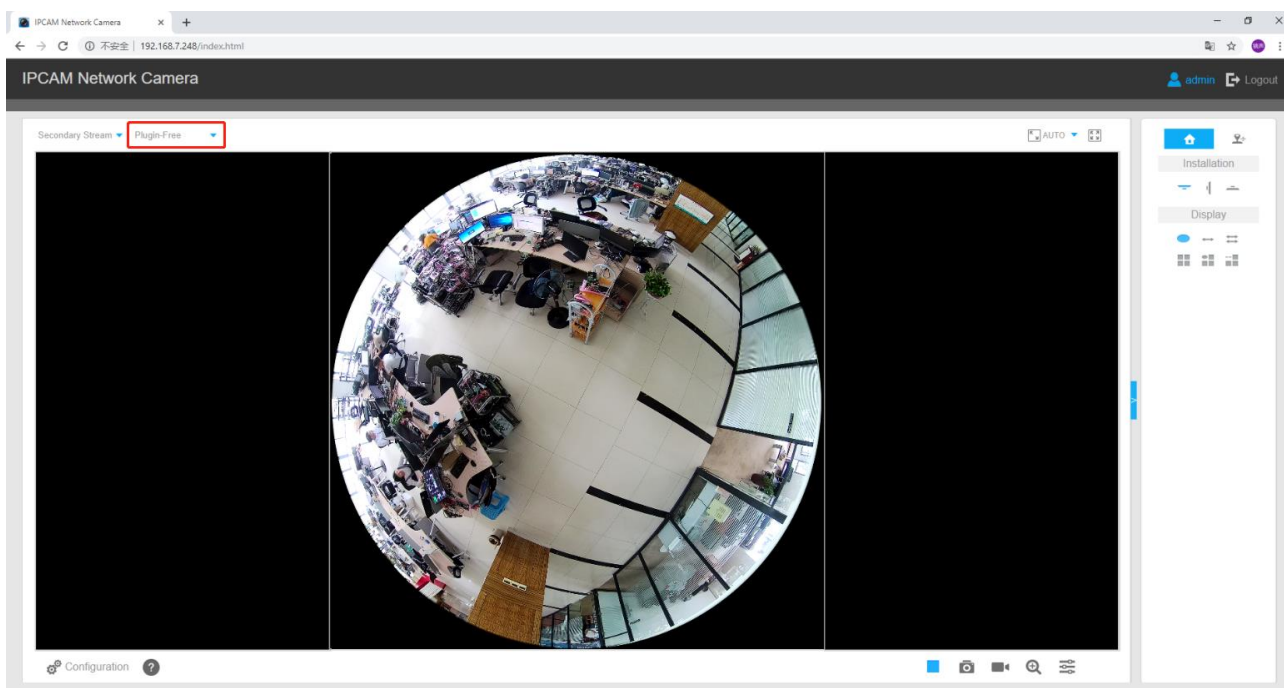 IPCAM Network Camera
不安全 | 192.168.7.248/index.html
IPCAM Network Camera
admin Logout
Secondary Stream Plugin-Free AUTO
Installation
Display
Configuration ?